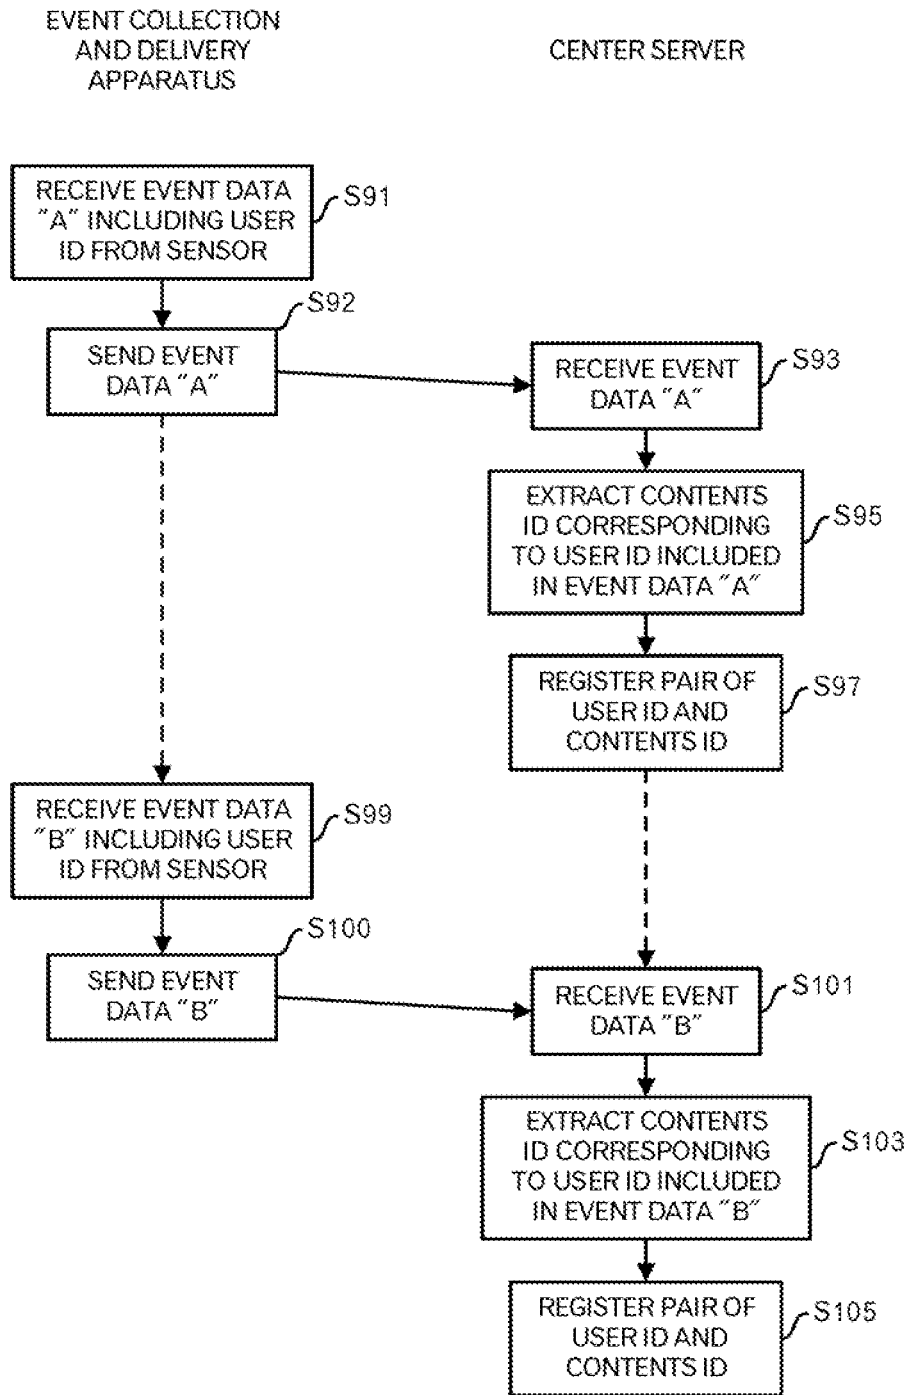 EVENT COLLECTION
AND DELIVERY
APPARATUS
CENTER SERVER
RECEIVE EVENT DATA
"A" INCLUDING USER
ID FROM SENSOR
S91
SEND EVENT
DATA "A"
S92
RECEIVE EVENT
DATA "A"
S93
EXTRACT CONTENTS
ID CORRESPONDING
TO USER ID INCLUDED
IN EVENT DATA "A"
S95
REGISTER PAIR OF
USER ID AND
CONTENTS ID
S97
RECEIVE EVENT DATA
"B" INCLUDING USER
ID FROM SENSOR
S99
SEND EVENT
DATA "B"
S100
RECEIVE EVENT
DATA "B"
S101
EXTRACT CONTENTS
ID CORRESPONDING
TO USER ID INCLUDED
IN EVENT DATA "B"
S103
REGISTER PAIR OF
USER ID AND
CONTENTS ID
S105